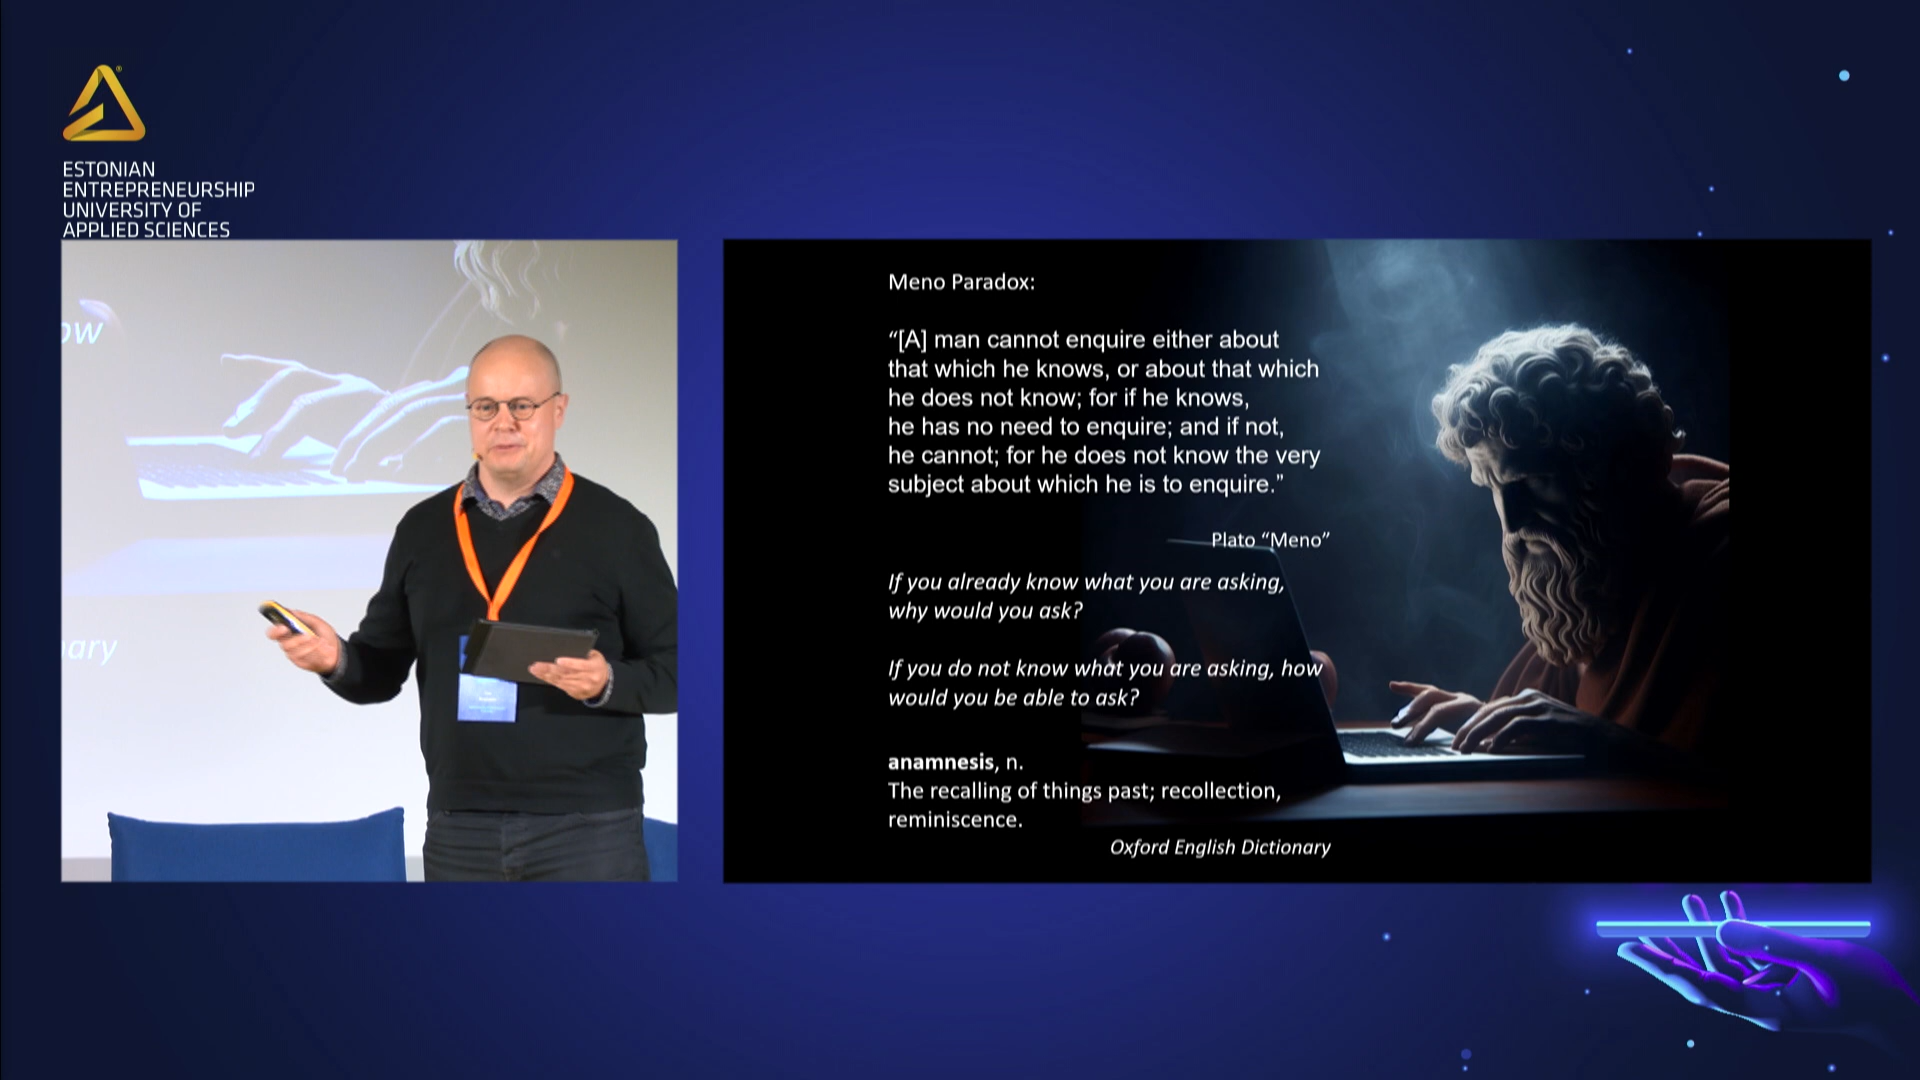 ESTONIAN
ENTREPRENEURSHIP
UNIVERSITY OF
APPLIED SCIENCES
ow
ary
Meno Paradox:
“[A] man cannot enquire either about
that which he knows, or about that which
he does not know; for if he knows,
he has no need to enquire; and if not,
he cannot; for he does not know the very
subject about which he is to enquire.”
Plato “Meno”
If you already know what you are asking,
why would you ask?
If you do not know what you are asking, how
would you be able to ask?
anamnesis, n.
The recalling of things past; recollection,
reminiscence.
Oxford English Dictionary